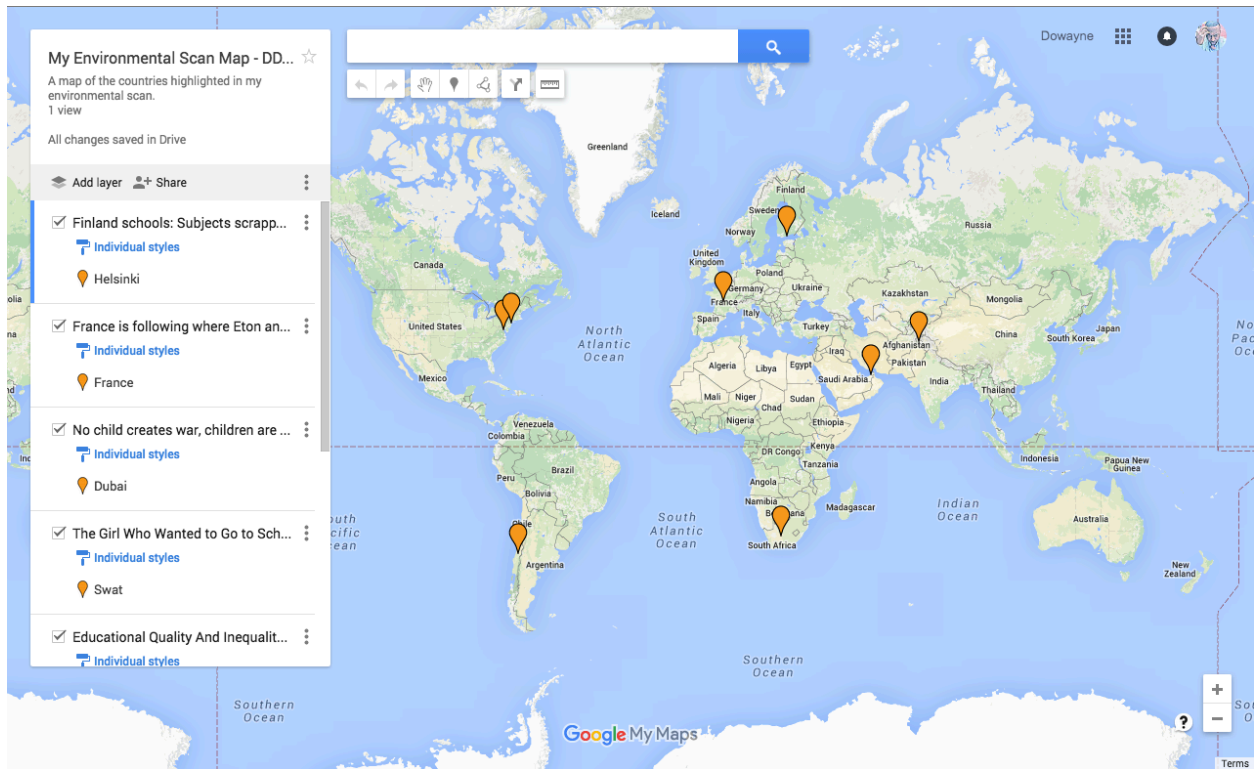 Dowayne
My Environmental Scan Map - DD...
A map of the countries highlighted in my
environmental scan.
1 view
All changes saved in Drive
Add layer
Share
Finland schools: Subjects scrapp...
Individual styles
Helsinki
France is following where Eton an...
Individual styles
France
No child creates war, children are ...
Individual styles
Dubai
The Girl Who Wanted to Go to Sch...
Individual styles
Swat
Educational Quality And Inequalit...
Individual styles
Greenland
Iceland
Finland
Sweden
Norway
Russia
United
Kingdom
Poland
Germany
Ukraine
France
Spain
Italy
Turkey
Kazakhstan
Mongolia
China
Japan
South Korea
Afghanistan
Pakistan
Iraq
Saudi Arabia
India
Thailand
Canada
United States
Mexico
North
Atlantic
Ocean
Algeria
Libya
Egypt
Mali
Niger
Chad
Sudan
Nigeria
Ethiopia
Kenya
DR Congo
Tanzania
Angola
Namibia
Madagascar
South Africa
Venezuela
Colombia
Peru
Brazil
Bolivia
Chile
Argentina
South
Atlantic
Ocean
Indian
Ocean
Indonesia
Papua New
Guinea
Australia
New
Zealand
Southern
Ocean
Southern
Ocean
Google My Maps
+
−
?
Terms